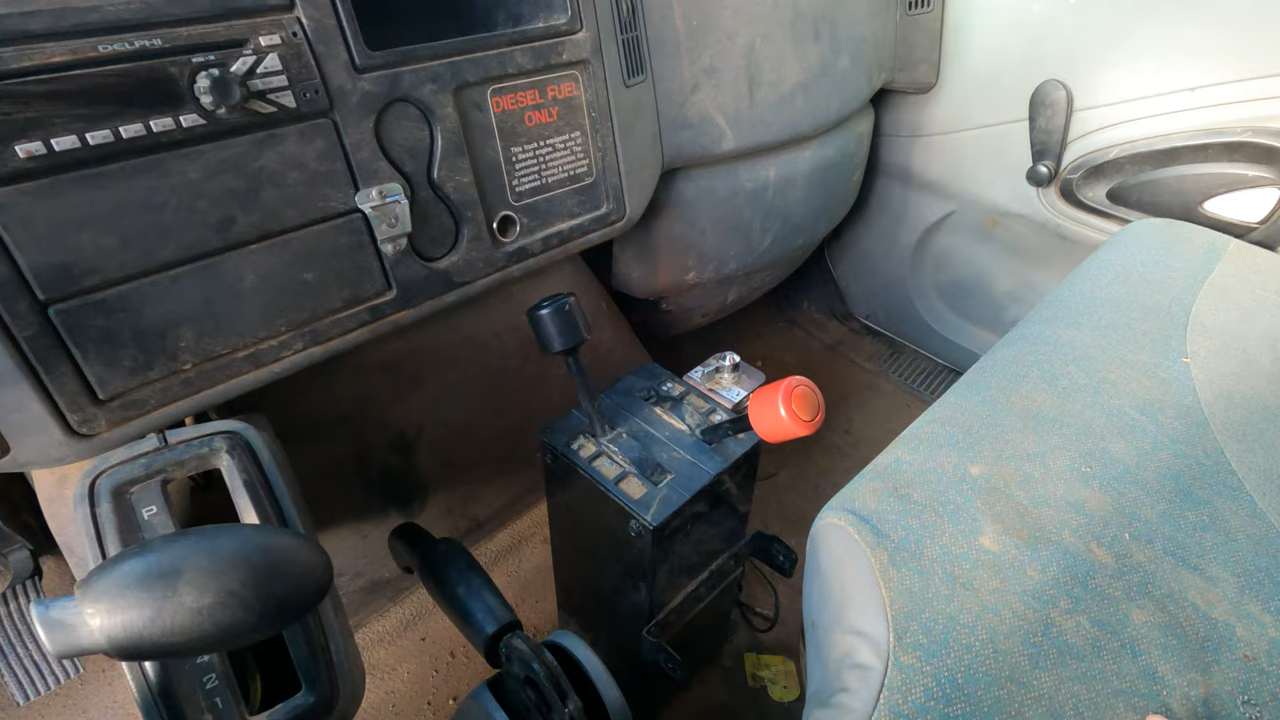 DELPHI
DIESEL FUEL
ONLY
This truck is equipped with
a diesel engine. The use of
gasoline is prohibited. The
customer is responsible for
all repairs, towing & associated
expenses if gasoline is used.
P
4
2
1